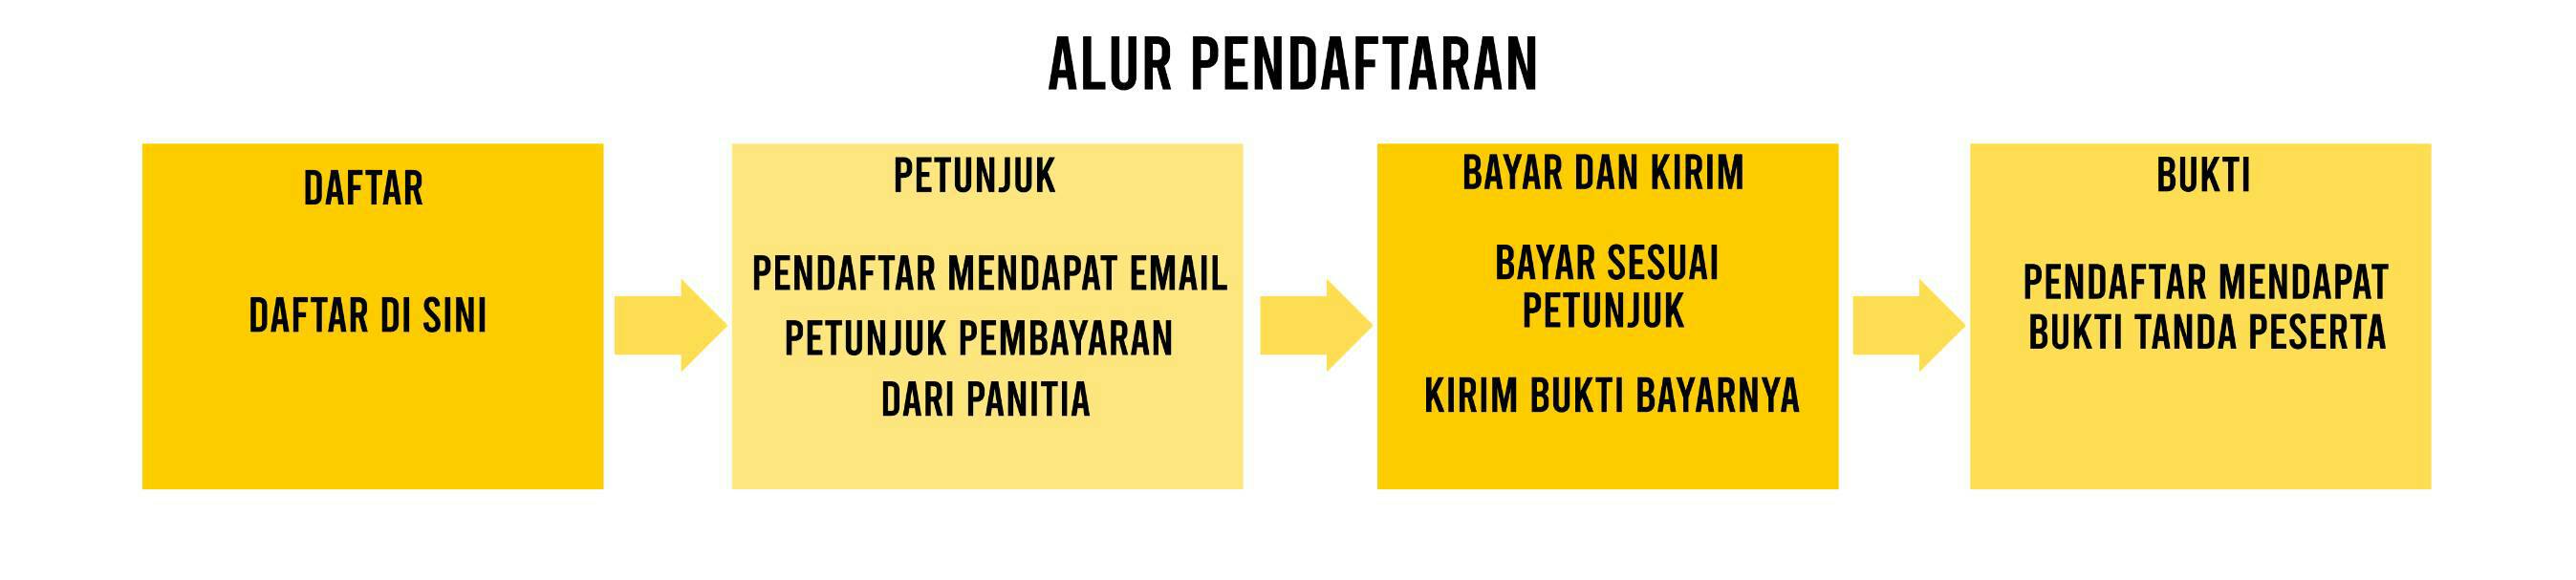 ALUR PENDAFTARAN
DAFTAR
DAFTAR DI SINI
PETUNJUK
PENDAFTAR MENDAPAT EMAIL
PETUNJUK PEMBAYARAN
DARI PANITIA
BAYAR DAN KIRIM
BAYAR SESUAI
PETUNJUK
KIRIM BUKTI BAYARNYA
BUKTI
PENDAFTAR MENDAPAT
BUKTI TANDA PESERTA